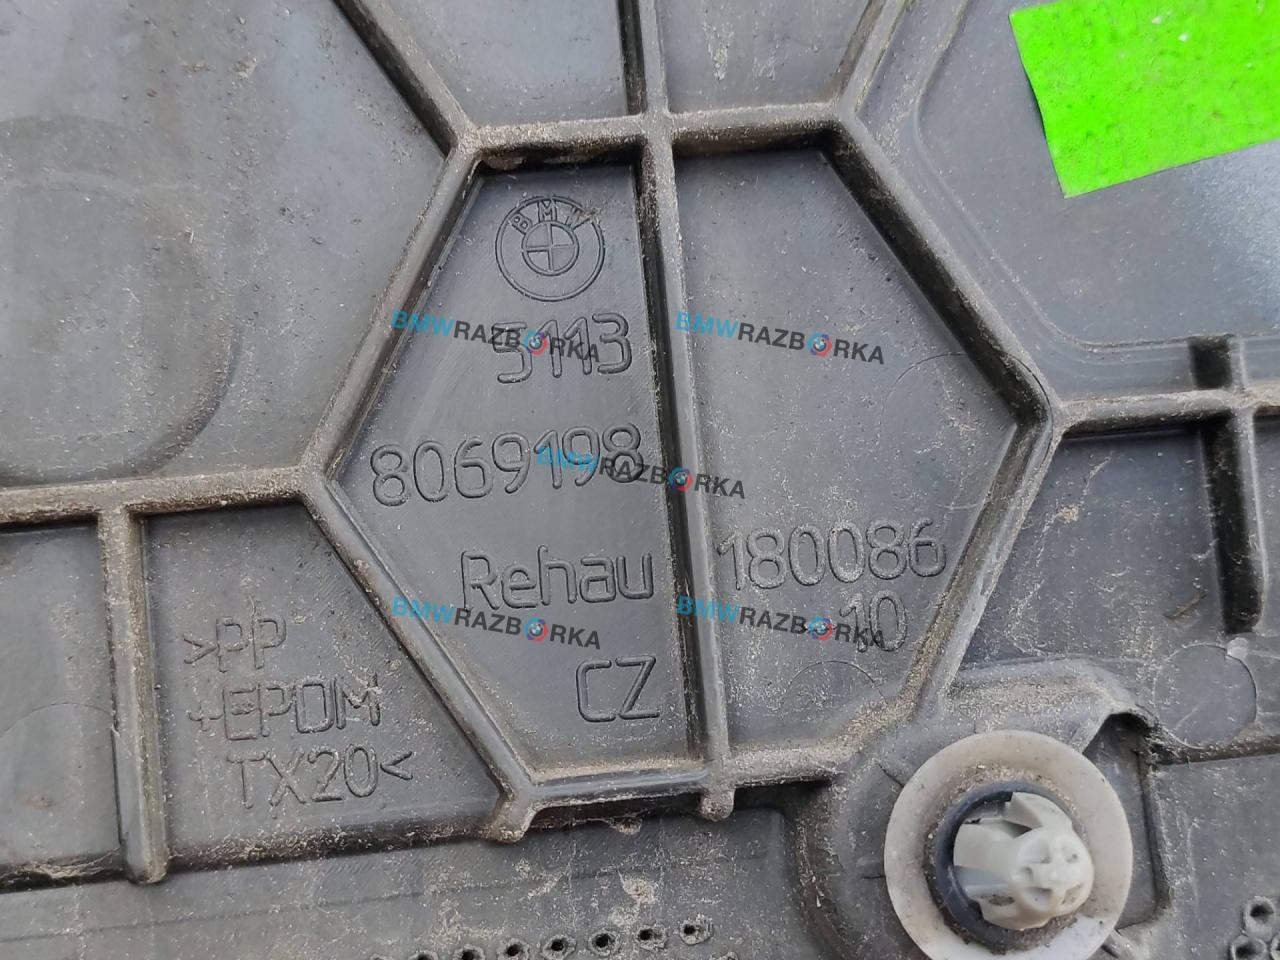 BMW
5113
BMWRAZBORKA
BMWRAZBORKA
8069198
BMWRAZBORKA
Rehau
180086
10
BMWRAZBORKA
BMWRAZBORKA
CZ
>PP
+EPDM
TX20<